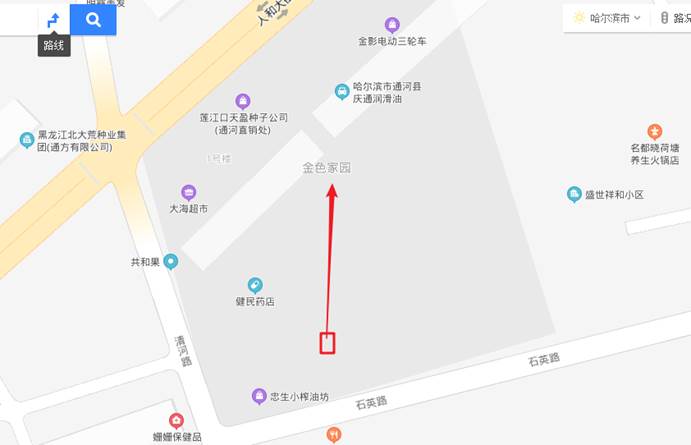 人和大街
哈尔滨市
路况
路线
金影电动三轮车
哈尔滨市通河县
庆通润滑油
莲江口天盈种子公司
(通河直销处)
黑龙江北大荒种业集
团(通方有限公司)
1号楼
金色家园
名都晓荷塘
养生火锅店
大海超市
盛世祥和小区
共和果
健民药店
清河路
石英路
忠生小榨油坊
石英路
姗姗保健品